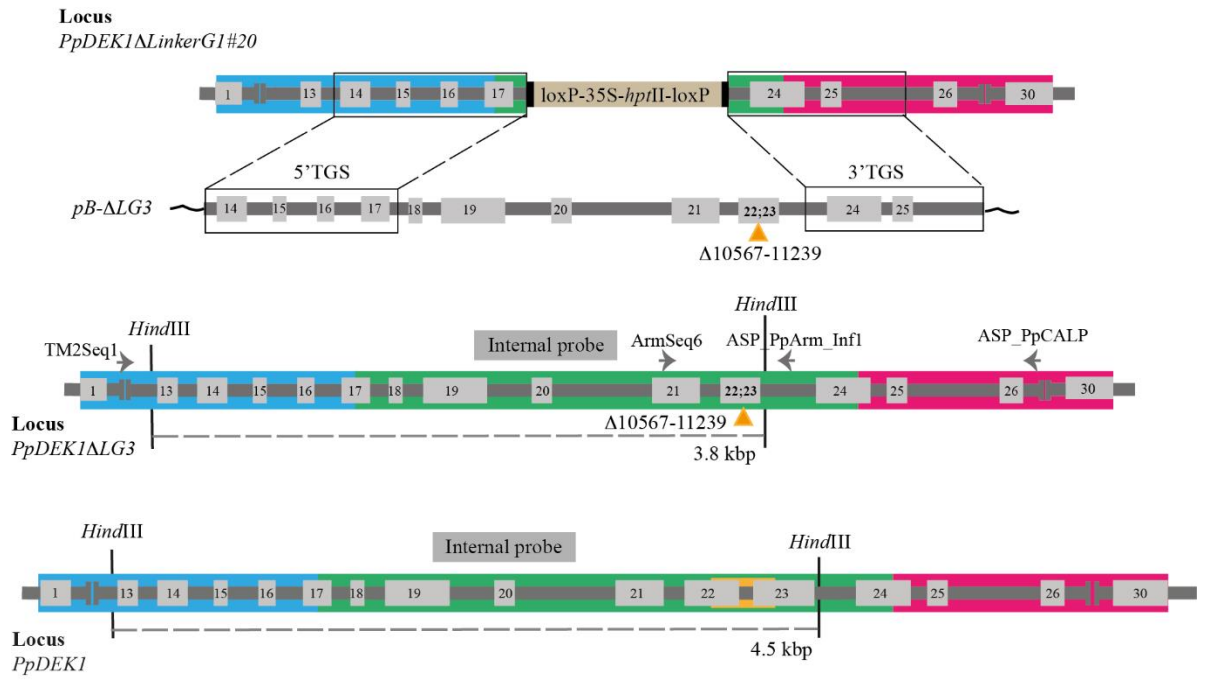 Locus
PpDEK1ΔLinkerG1#20
1 13 14 15 16 17 loxP-35S-hptII-loxP 24 25 26 30
5'TGS 3'TGS
pB-ΔLG3 14 15 16 17 18 19 20 21 22;23 24 25
Δ10567-11239
HindIII HindIII
TM2Seq1 Internal probe ArmSeq6 ASP_PpArm_Inf1 ASP_PpCALP
1 13 14 15 16 17 18 19 20 21 22;23 24 25 26 30
Δ10567-11239
Locus
PpDEK1ΔLG3
3.8 kbp
HindIII HindIII
Internal probe
1 13 14 15 16 17 18 19 20 21 22 23 24 25 26 30
Locus
PpDEK1
4.5 kbp